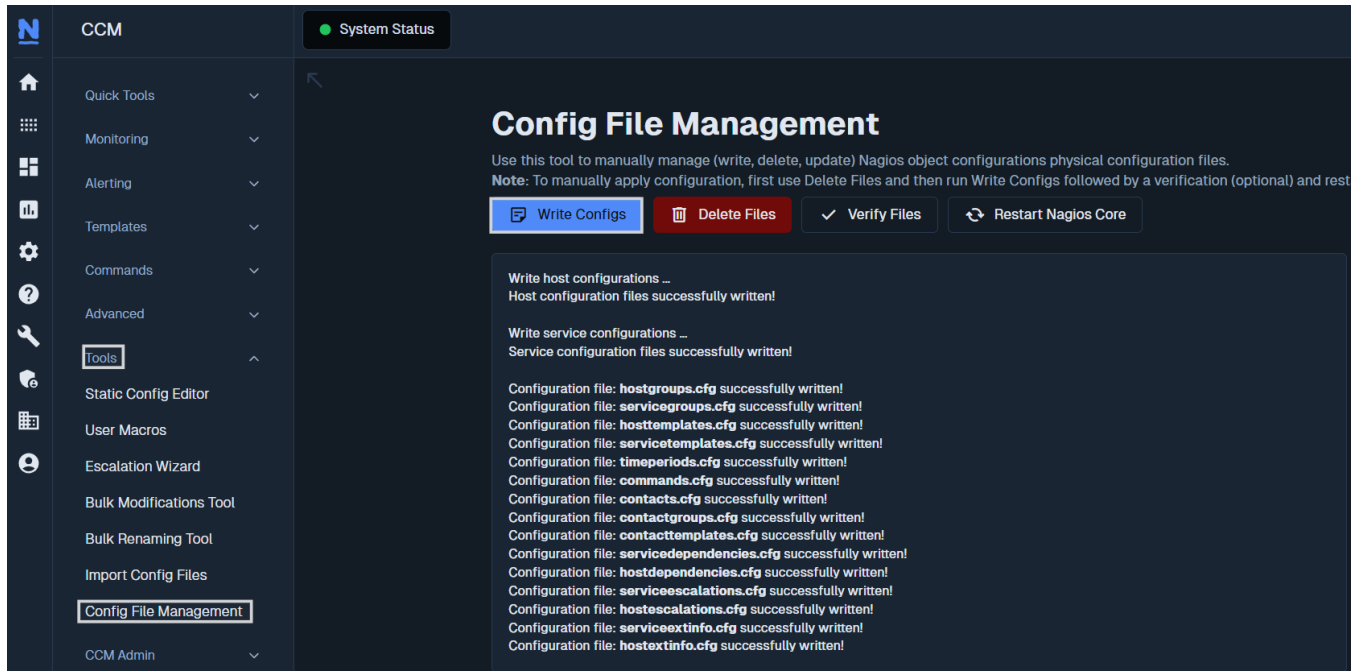 N
CCM
System Status
Quick Tools
Monitoring
Alerting
Templates
Commands
Advanced
Tools
Static Config Editor
User Macros
Escalation Wizard
Bulk Modifications Tool
Bulk Renaming Tool
Import Config Files
Config File Management
CCM Admin
Config File Management
Use this tool to manually manage (write, delete, update) Nagios object configurations physical configuration files.
Note: To manually apply configuration, first use Delete Files and then run Write Configs followed by a verification (optional) and rest
Write Configs Delete Files Verify Files Restart Nagios Core
Write host configurations ...
Host configuration files successfully written!
Write service configurations ...
Service configuration files successfully written!
Configuration file: hostgroups.cfg successfully written!
Configuration file: servicegroups.cfg successfully written!
Configuration file: hosttemplates.cfg successfully written!
Configuration file: servicetemplates.cfg successfully written!
Configuration file: timeperiods.cfg successfully written!
Configuration file: commands.cfg successfully written!
Configuration file: contacts.cfg successfully written!
Configuration file: contactgroups.cfg successfully written!
Configuration file: contacttemplates.cfg successfully written!
Configuration file: servicedependencies.cfg successfully written!
Configuration file: hostdependencies.cfg successfully written!
Configuration file: serviceescalations.cfg successfully written!
Configuration file: hostescalations.cfg successfully written!
Configuration file: serviceextinfo.cfg successfully written!
Configuration file: hostextinfo.cfg successfully written!